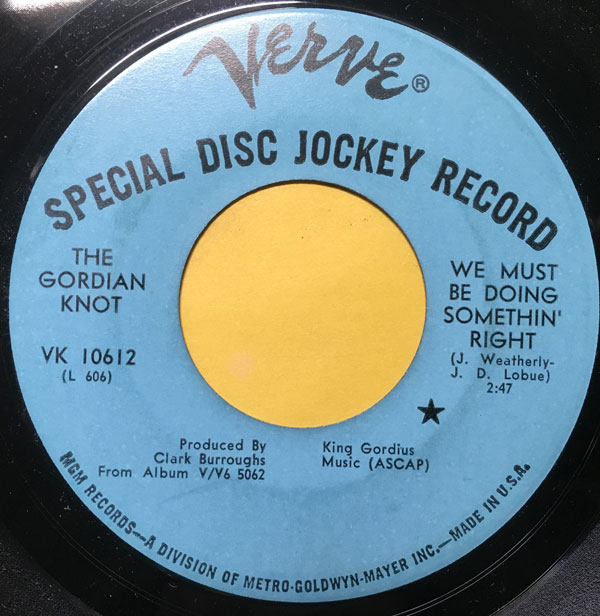 Verve®
SPECIAL DISC JOCKEY RECORD
THE
GORDIAN
KNOT
VK 10612
(L 606)
WE MUST
BE DOING
SOMETHIN'
RIGHT
(J. Weatherly-
J. D. Lobue)
2:47
Produced By
Clark Burroughs
From Album V/V6 5062
King Gordius
Music (ASCAP)
MGM RECORDS—A DIVISION OF METRO-GOLDWYN-MAYER INC.—MADE IN U.S.A.